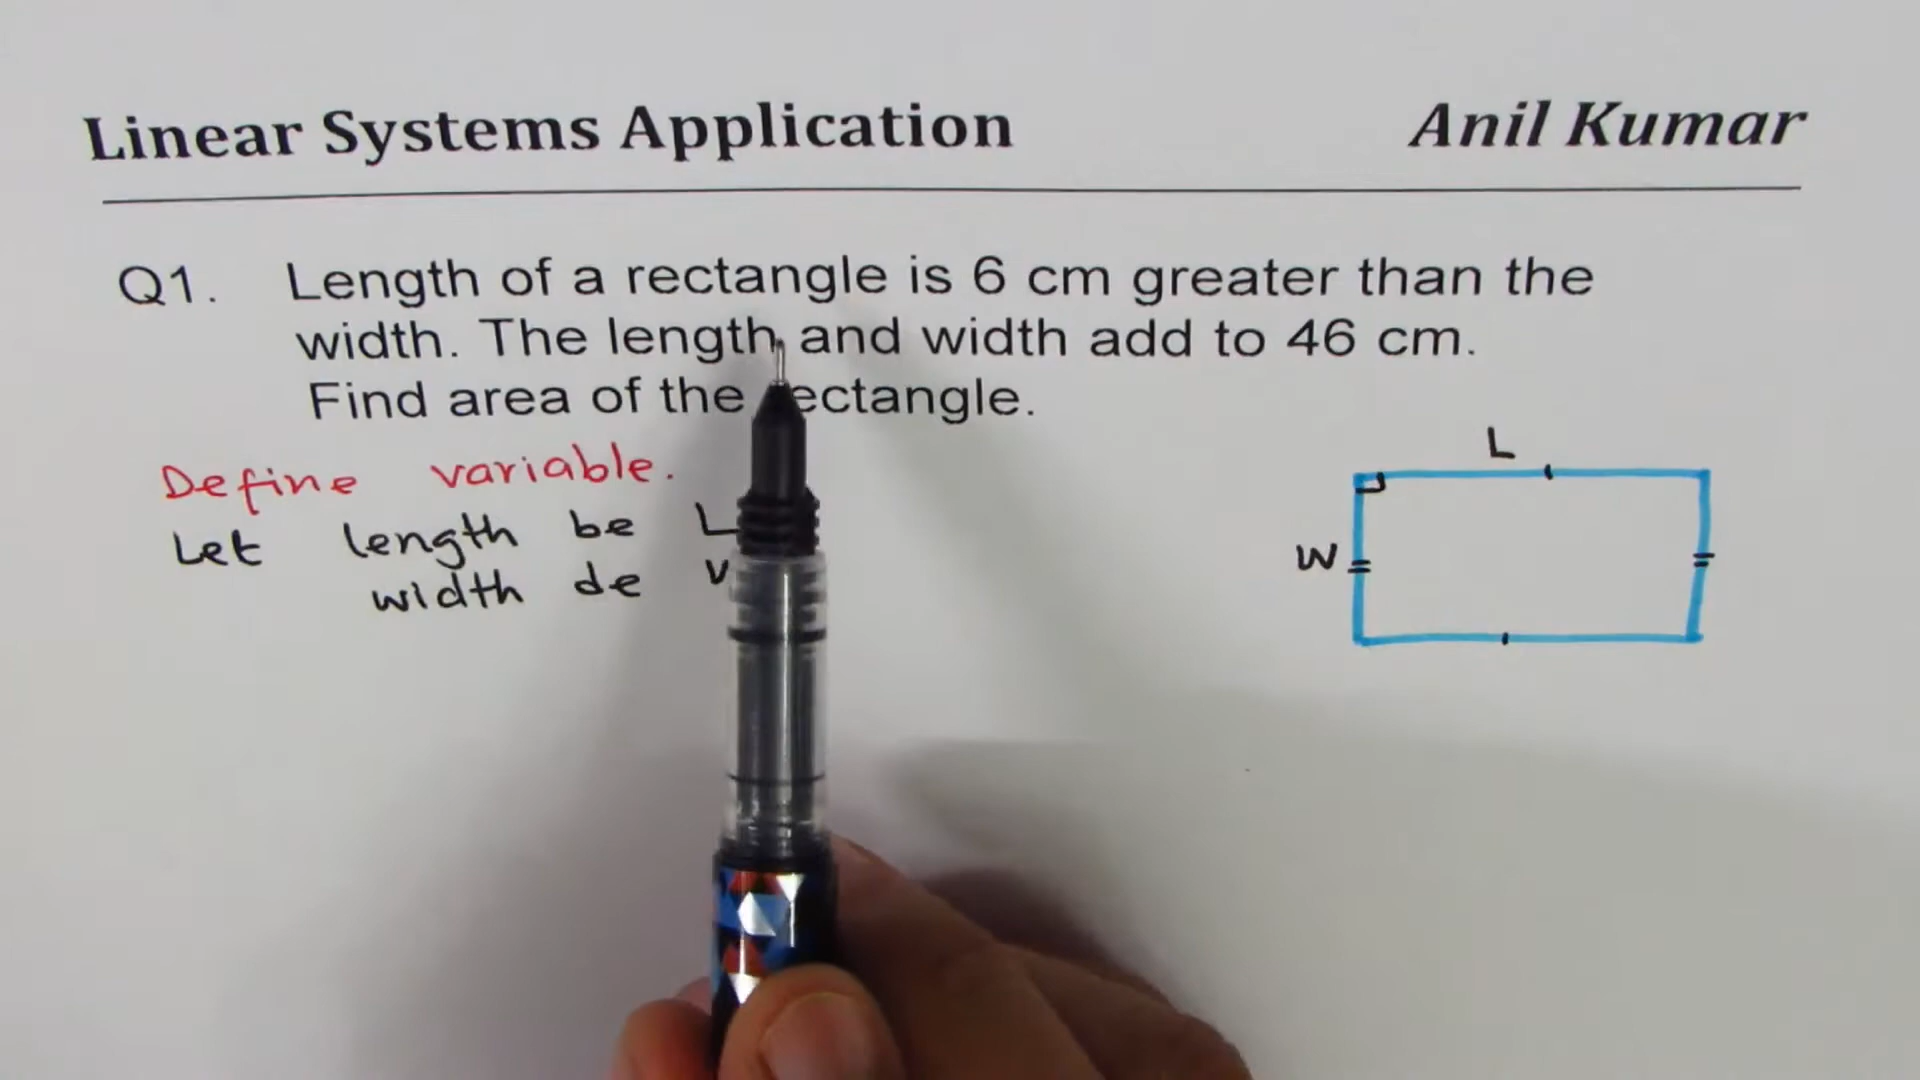 Linear Systems Application Anil Kumar
Q1. Length of a rectangle is 6 cm greater than the
width. The length and width add to 46 cm.
Find area of the ectangle.
Define variable.
L
Let length be L
W
width de